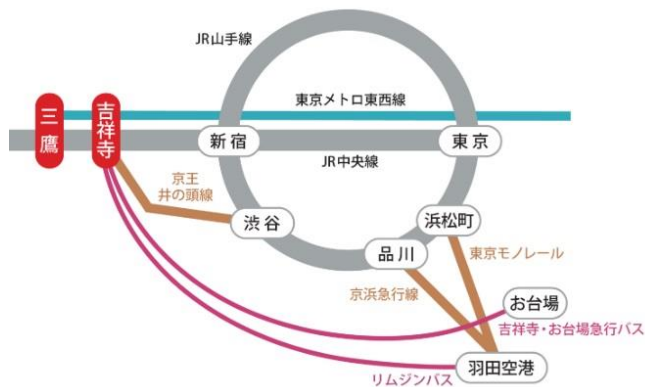 JR山手線
東京メトロ東西線
三鷹
吉祥寺
新宿
東京
JR中央線
京王
井の頭線
渋谷
浜松町
品川
東京モノレール
京浜急行線
お台場
吉祥寺・お台場急行バス
リムジンバス
羽田空港